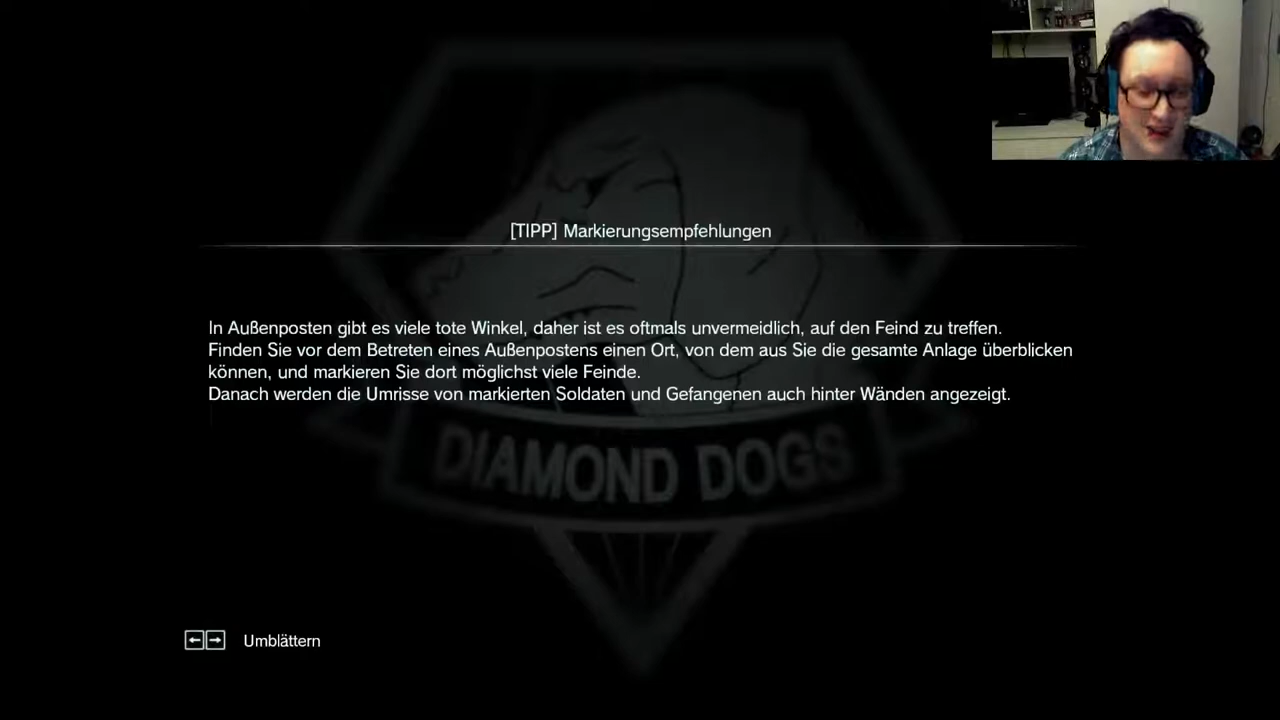 [TIPP] Markierungsempfehlungen
In Außenposten gibt es viele tote Winkel, daher ist es oftmals unvermeidlich, auf den Feind zu treffen.
Finden Sie vor dem Betreten eines Außenpostens einen Ort, von dem aus Sie die gesamte Anlage überblicken
können, und markieren Sie dort möglichst viele Feinde.
Danach werden die Umrisse von markierten Soldaten und Gefangenen auch hinter Wänden angezeigt.
DIAMOND DOGS
Umblättern